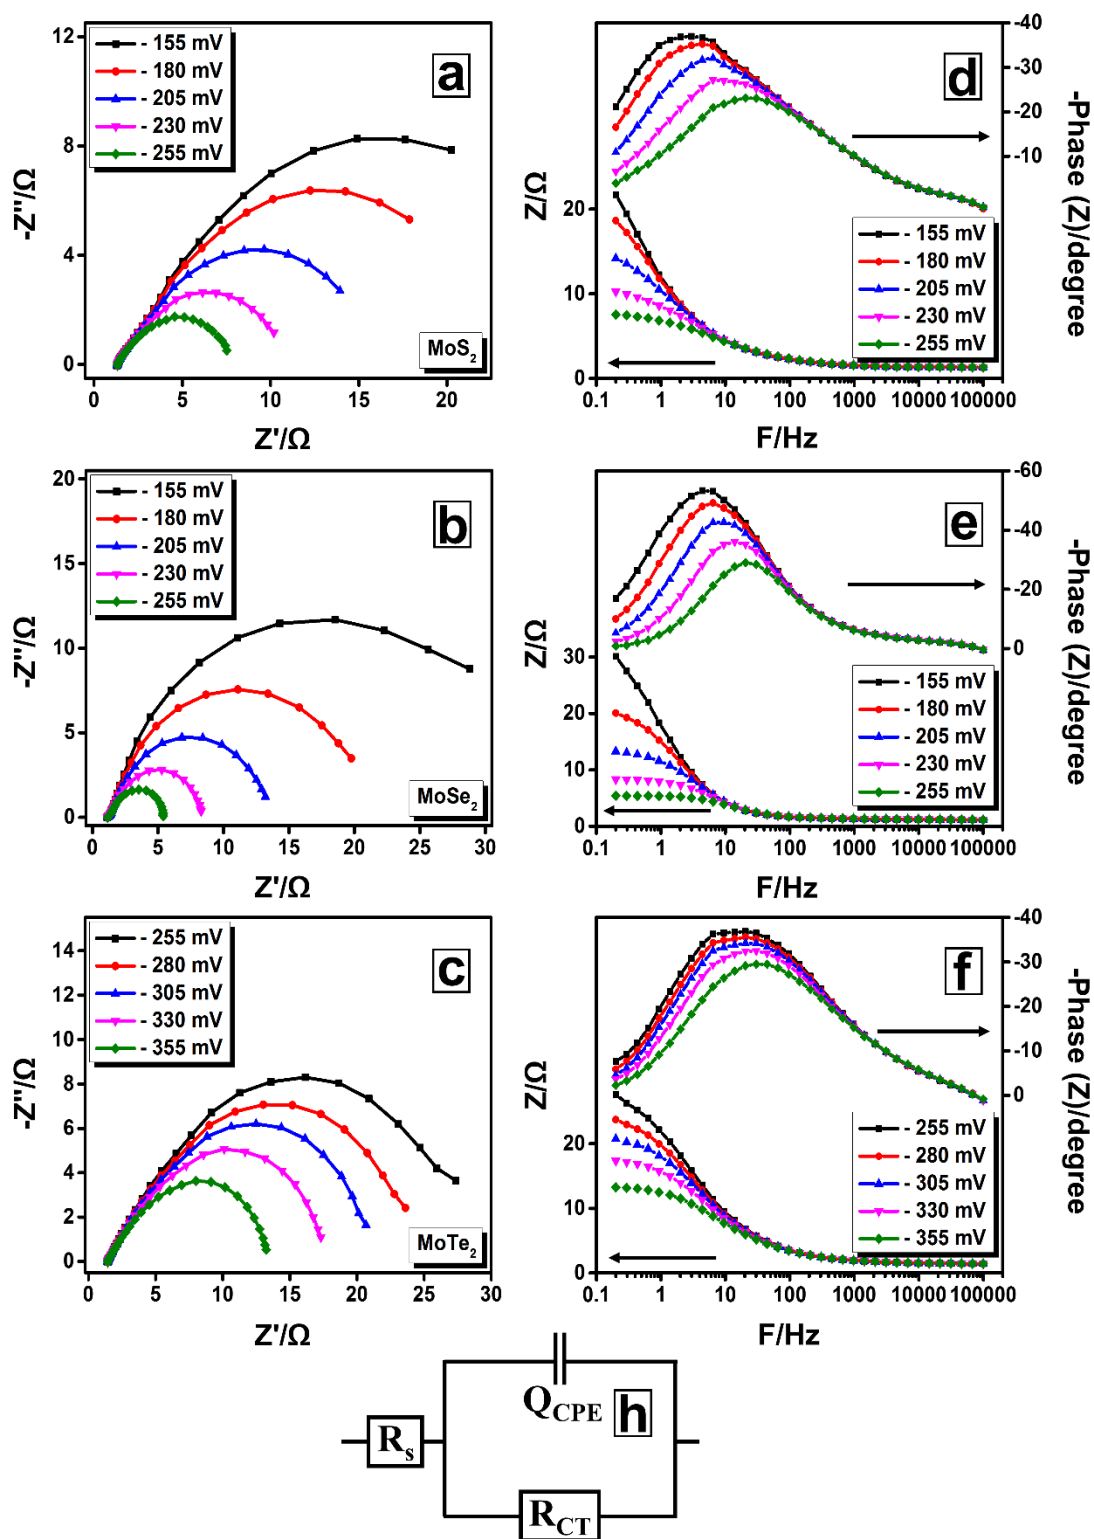 12
8
4
0
-Z''/Ω
- 155 mV
- 180 mV
- 205 mV
- 230 mV
- 255 mV
a
MoS2
0 5 10 15 20
Z'/Ω
-40
-30
-20
-10
-Phase (Z)/degree
d
20
10
0
Z/Ω
- 155 mV
- 180 mV
- 205 mV
- 230 mV
- 255 mV
0.1 1 10 100 1000 10000 100000
F/Hz
20
15
10
5
0
-Z''/Ω
- 155 mV
- 180 mV
- 205 mV
- 230 mV
- 255 mV
b
MoSe2
0 5 10 15 20 25 30
Z'/Ω
-60
-40
-20
0
-Phase (Z)/degree
e
30
20
10
0
Z/Ω
- 155 mV
- 180 mV
- 205 mV
- 230 mV
- 255 mV
0.1 1 10 100 1000 10000 100000
F/Hz
14
12
10
8
6
4
2
0
-Z''/Ω
- 255 mV
- 280 mV
- 305 mV
- 330 mV
- 355 mV
c
MoTe2
0 5 10 15 20 25 30
Z'/Ω
-40
-30
-20
-10
0
-Phase (Z)/degree
f
20
10
0
Z/Ω
- 255 mV
- 280 mV
- 305 mV
- 330 mV
- 355 mV
0.1 1 10 100 1000 10000 100000
F/Hz
QCPE
h
Rs
RCT